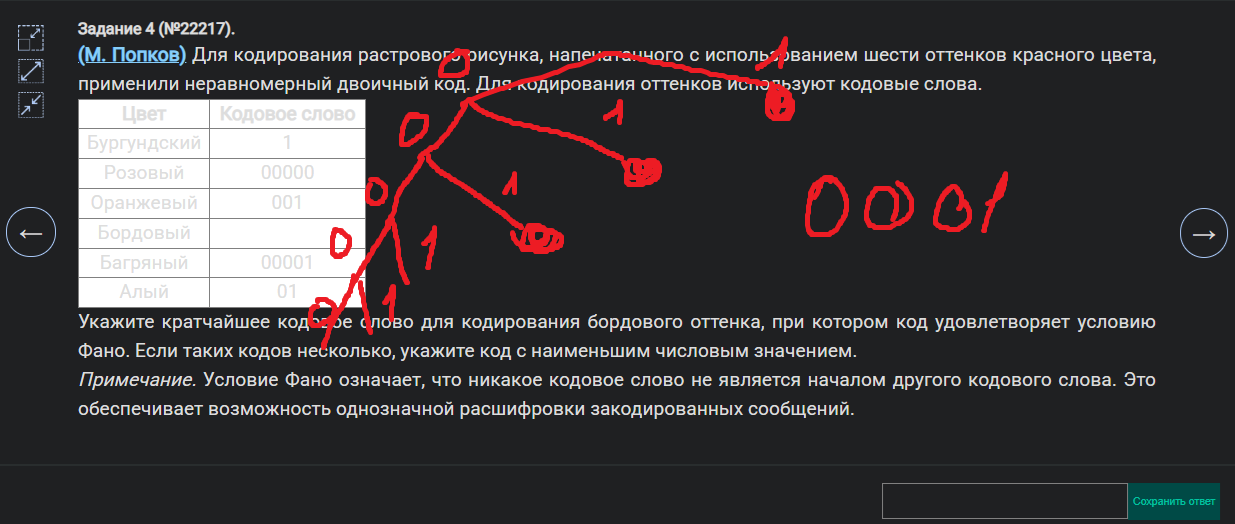 Задание 4 (№22217).
(М. Попков) Для кодирования растрового рисунка, напечатанного с использованием шести оттенков красного цвета,
применили неравномерный двоичный код. Для кодирования оттенков используют кодовые слова.
Цвет Кодовое слово
Бургундский 1
Розовый 00000
Оранжевый 001
Бордовый
Багряный 00001
Алый 01
0 1
0 1
0 1
0 1
0 1
0001
Укажите кратчайшее кодовое слово для кодирования бордового оттенка, при котором код удовлетворяет условию
Фано. Если таких кодов несколько, укажите код с наименьшим числовым значением.
Примечание. Условие Фано означает, что никакое кодовое слово не является началом другого кодового слова. Это
обеспечивает возможность однозначной расшифровки закодированных сообщений.
Сохранить ответ